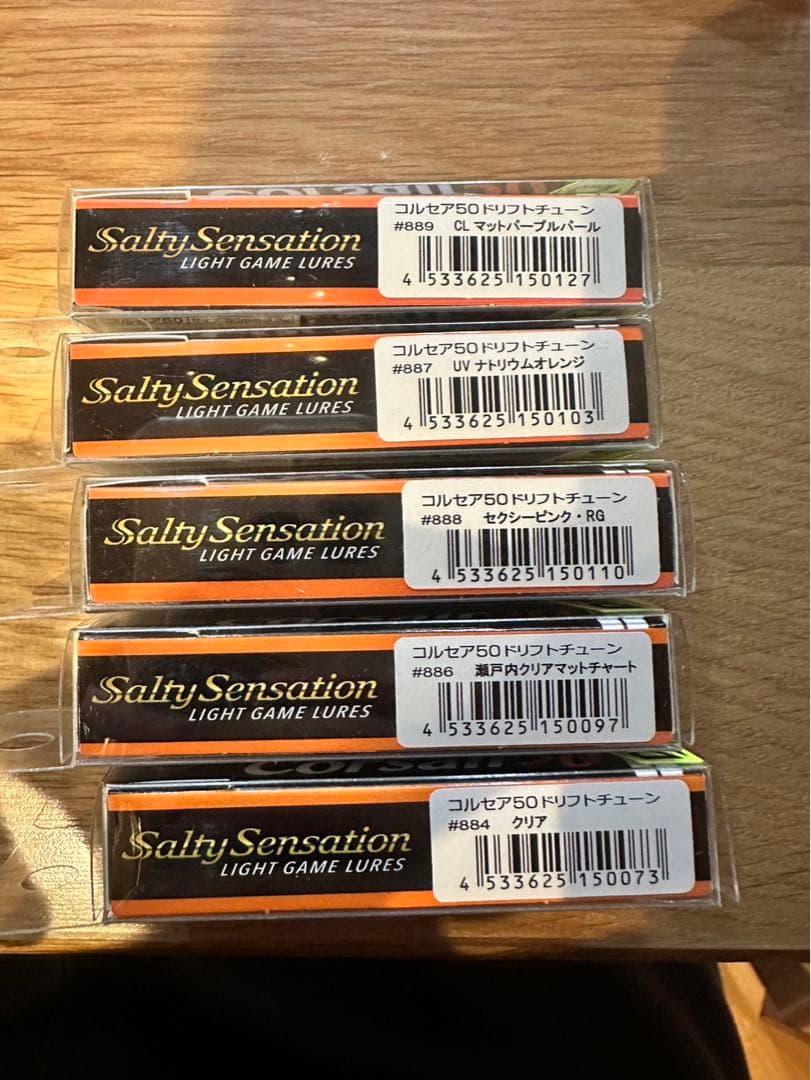 Salty Sensation
LIGHT GAME LURES
コルセア50ドリフトチューン
#889 CLマットパープルパール
4 533625 150127
Salty Sensation
LIGHT GAME LURES
コルセア50ドリフトチューン
#887 UVナトリウムオレンジ
4 533625 150103
Salty Sensation
LIGHT GAME LURES
コルセア50ドリフトチューン
#888 セクシーピンク・RG
4 533625 150110
Salty Sensation
LIGHT GAME LURES
コルセア50ドリフトチューン
#886 瀬戸内クリアマットチャート
4 533625 150097
Salty Sensation
LIGHT GAME LURES
コルセア50ドリフトチューン
#884 クリア
4 533625 150073